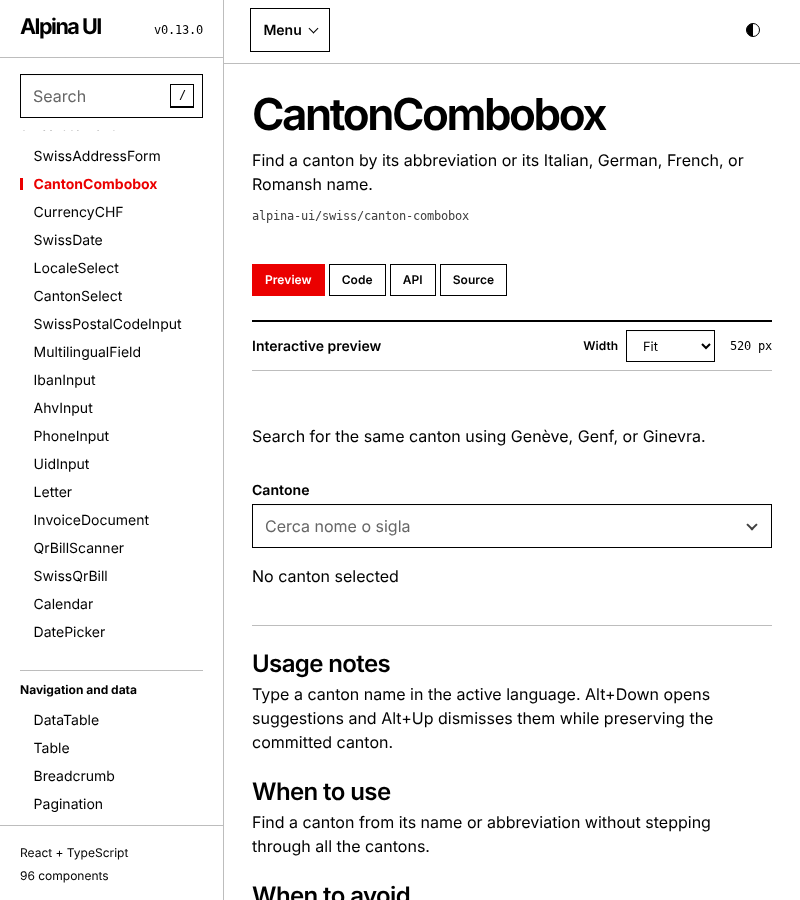 Alpina UI
v0.13.0
Search
/
SwissAddressForm
CantonCombobox
CurrencyCHF
SwissDate
LocaleSelect
CantonSelect
SwissPostalCodeInput
MultilingualField
IbanInput
AhvInput
PhoneInput
UidInput
Letter
InvoiceDocument
QrBillScanner
SwissQrBill
Calendar
DatePicker
Navigation and data
DataTable
Table
Breadcrumb
Pagination
React + TypeScript
96 components
Menu
CantonCombobox
Find a canton by its abbreviation or its Italian, German, French, or
Romansh name.
alpina-ui/swiss/canton-combobox
Preview
Code
API
Source
Interactive preview
Width
Fit
520 px
Search for the same canton using Genève, Genf, or Ginevra.
Cantone
Cerca nome o sigla
No canton selected
Usage notes
Type a canton name in the active language. Alt+Down opens
suggestions and Alt+Up dismisses them while preserving the
committed canton.
When to use
Find a canton from its name or abbreviation without stepping
through all the cantons.
When to avoid